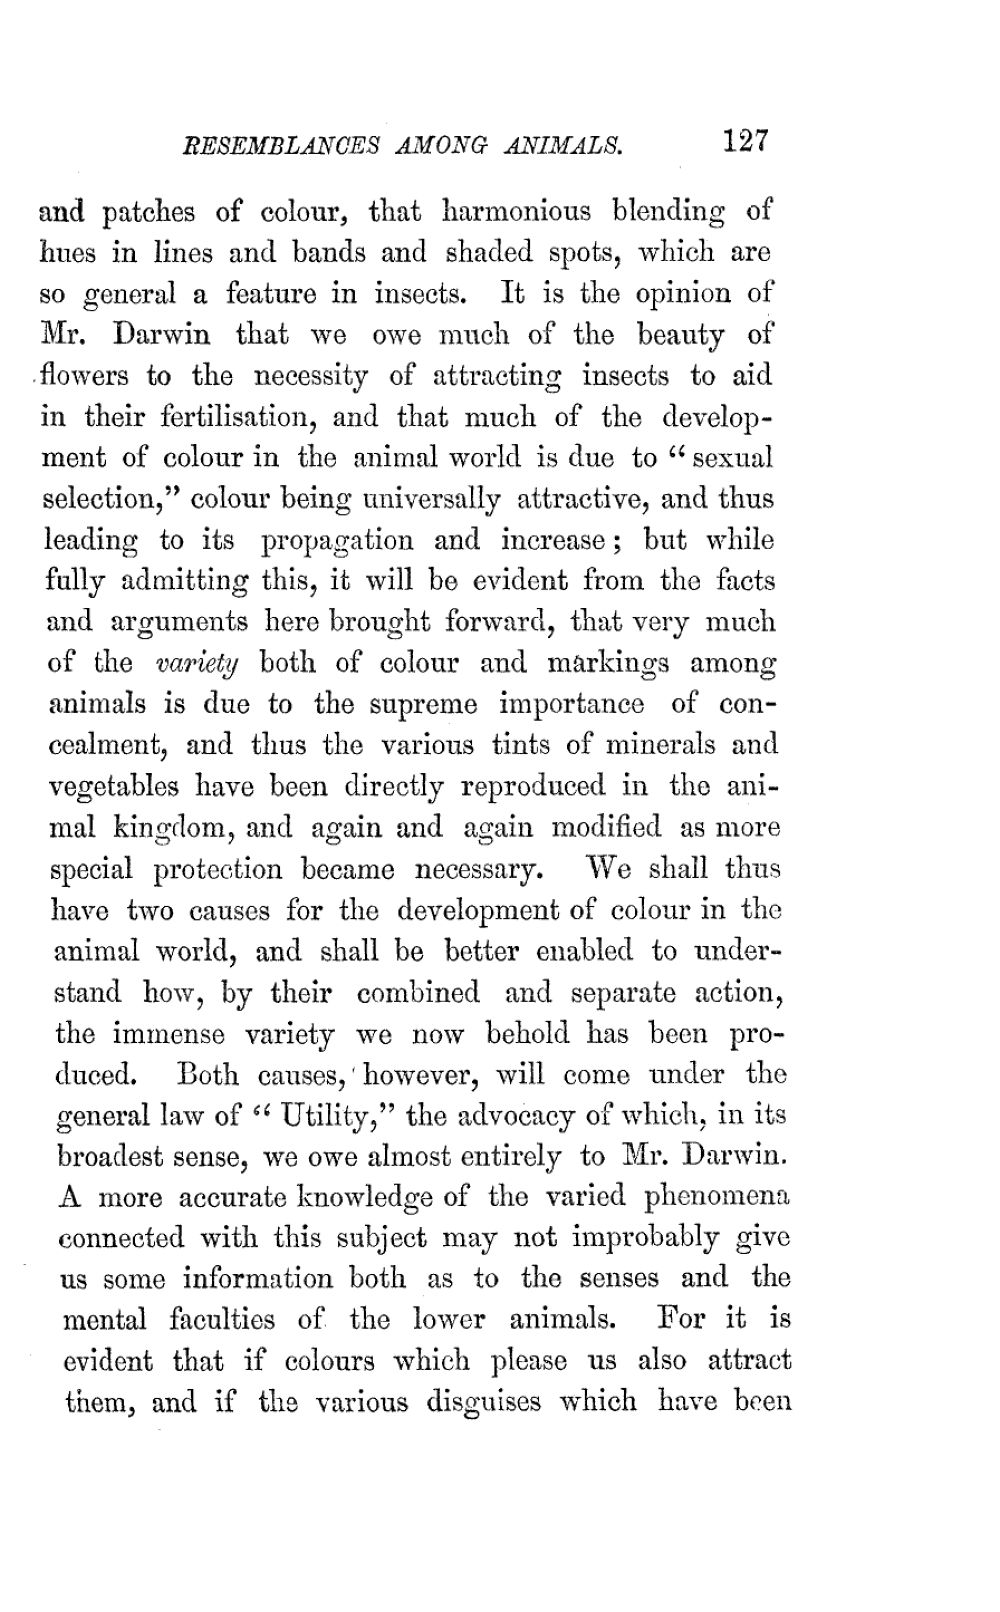 RESEMBLANCES AMONG ANIMALS. 127
and patches of colour, that harmonious blending of
hues in lines and bands and shaded spots, which are
so general a feature in insects. It is the opinion of
Mr. Darwin that we owe much of the beauty of
flowers to the necessity of attracting insects to aid
in their fertilisation, and that much of the develop-
ment of colour in the animal world is due to “ sexual
selection,” colour being universally attractive, and thus
leading to its propagation and increase ; but while
fully admitting this, it will be evident from the facts
and arguments here brought forward, that very much
of the variety both of colour and markings among
animals is due to the supreme importance of con-
cealment, and thus the various tints of minerals and
vegetables have been directly reproduced in the ani-
mal kingdom, and again and again modified as more
special protection became necessary. We shall thus
have two causes for the development of colour in the
animal world, and shall be better enabled to under-
stand how, by their combined and separate action,
the immense variety we now behold has been pro-
duced. Both causes, however, will come under the
general law of “ Utility,” the advocacy of which, in its
broadest sense, we owe almost entirely to Mr. Darwin.
A more accurate knowledge of the varied phenomena
connected with this subject may not improbably give
us some information both as to the senses and the
mental faculties of the lower animals. For it is
evident that if colours which please us also attract
them, and if the various disguises which have been